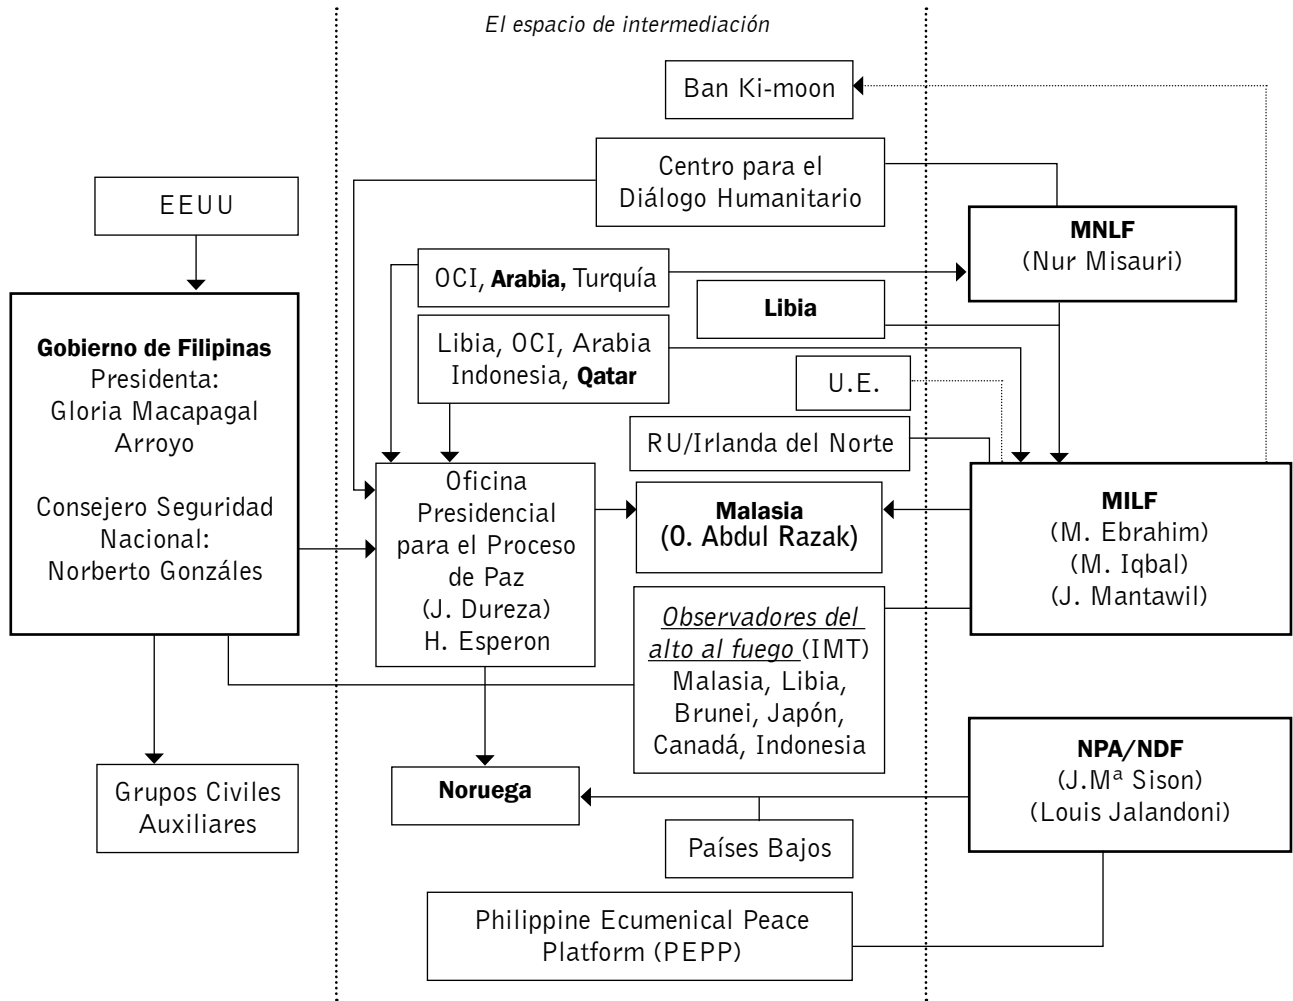 El espacio de intermediación
Ban Ki-moon
Centro para el
Diálogo Humanitario
EEUU
MNLF
(Nur Misauri)
OCI, Arabia, Turquía
Libia
Gobierno de Filipinas
Presidenta:
Gloria Macapagal
Arroyo
Consejero Seguridad
Nacional:
Norberto Gonzáles
Libia, OCI, Arabia
Indonesia, Qatar
U.E.
RU/Irlanda del Norte
Oficina
Presidencial
para el Proceso
de Paz
(J. Dureza)
H. Esperon
Malasia
(O. Abdul Razak)
MILF
(M. Ebrahim)
(M. Iqbal)
(J. Mantawil)
Observadores del
alto al fuego (IMT)
Malasia, Libia,
Brunei, Japón,
Canadá, Indonesia
NPA/NDF
(J.Mª Sison)
(Louis Jalandoni)
Grupos Civiles
Auxiliares
Noruega
Países Bajos
Philippine Ecumenical Peace
Platform (PEPP)